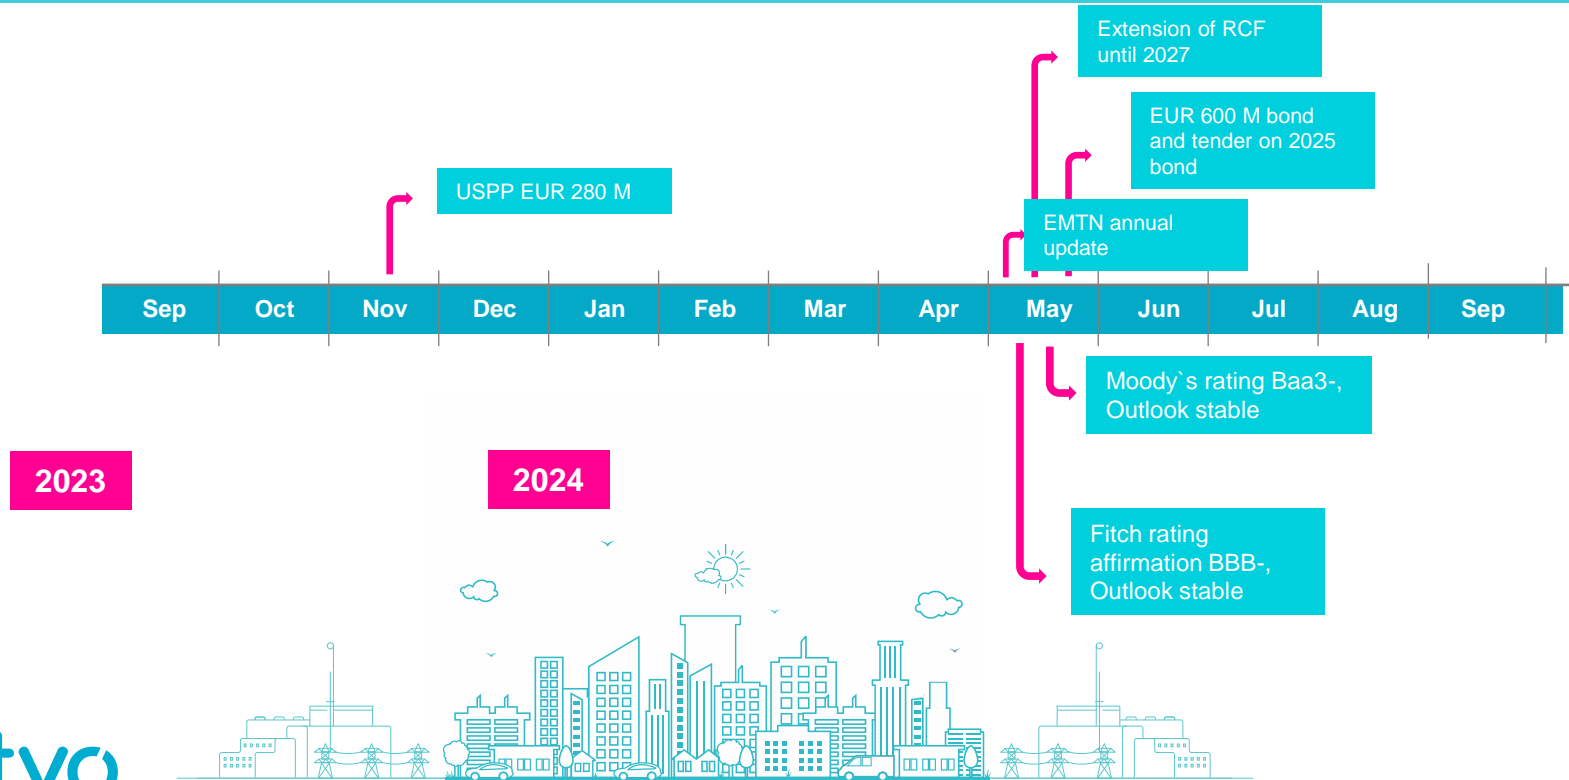 Extension of RCF
until 2027
EUR 600 M bond
and tender on 2025
bond
USPP EUR 280 M
EMTN annual
update
Sep
Oct
Nov
Dec
Jan
Feb
Mar
Apr
May
Jun
Jul
Aug
Sep
Moody`s rating Baa3-,
Outlook stable
2023
2024
Fitch rating
affirmation BBB-,
Outlook stable
tvo